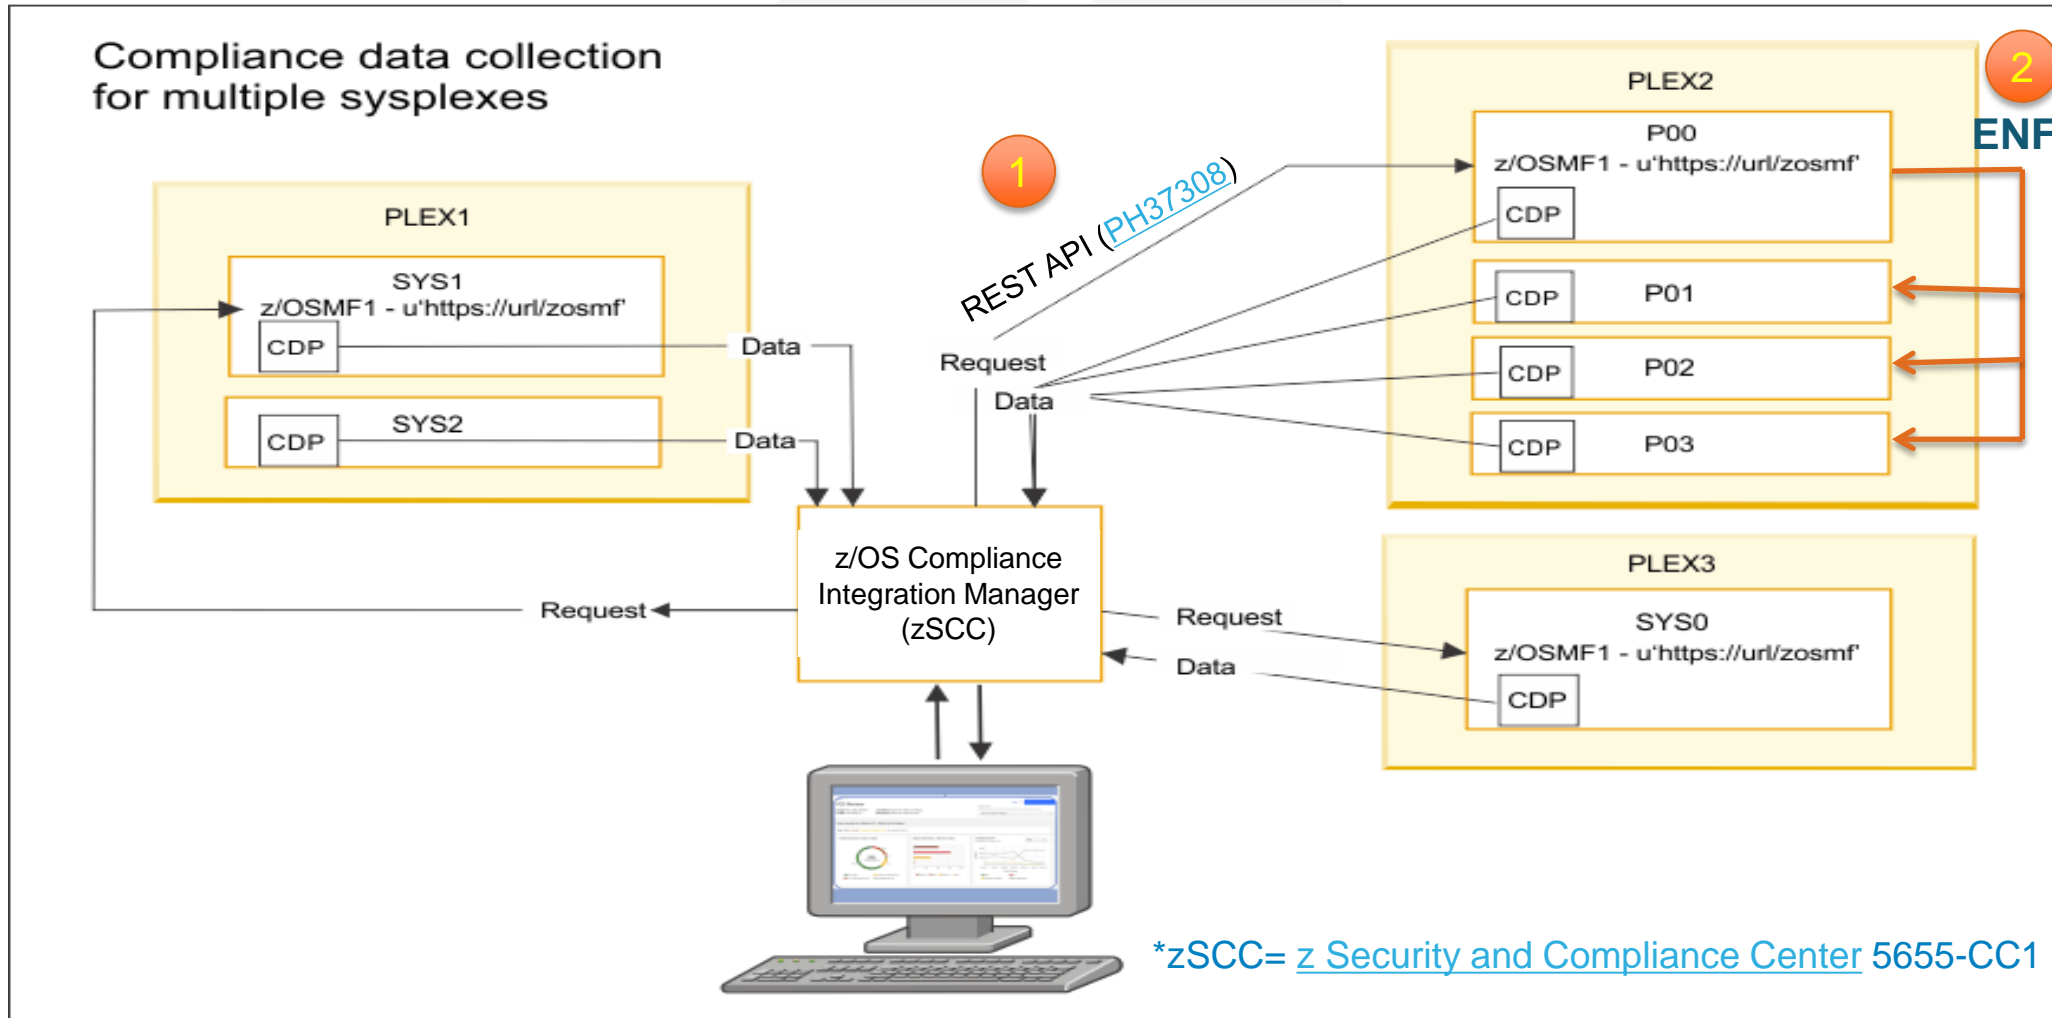 Compliance data collection
for multiple sysplexes
PLEX1
SYS1
z/OSMF1 - u'https://url/zosmf'
CDP
Data
SYS2
CDP
Data
Request
1
REST API (PH37308)
Request
Data
z/OS Compliance
Integration Manager
(zSCC)
2
ENF
PLEX2
P00
z/OSMF1 - u'https://url/zosmf'
CDP
CDP
P01
CDP
P02
CDP
P03
Request
Data
PLEX3
SYS0
z/OSMF1 - u'https://url/zosmf'
CDP
*zSCC= z Security and Compliance Center 5655-CC1